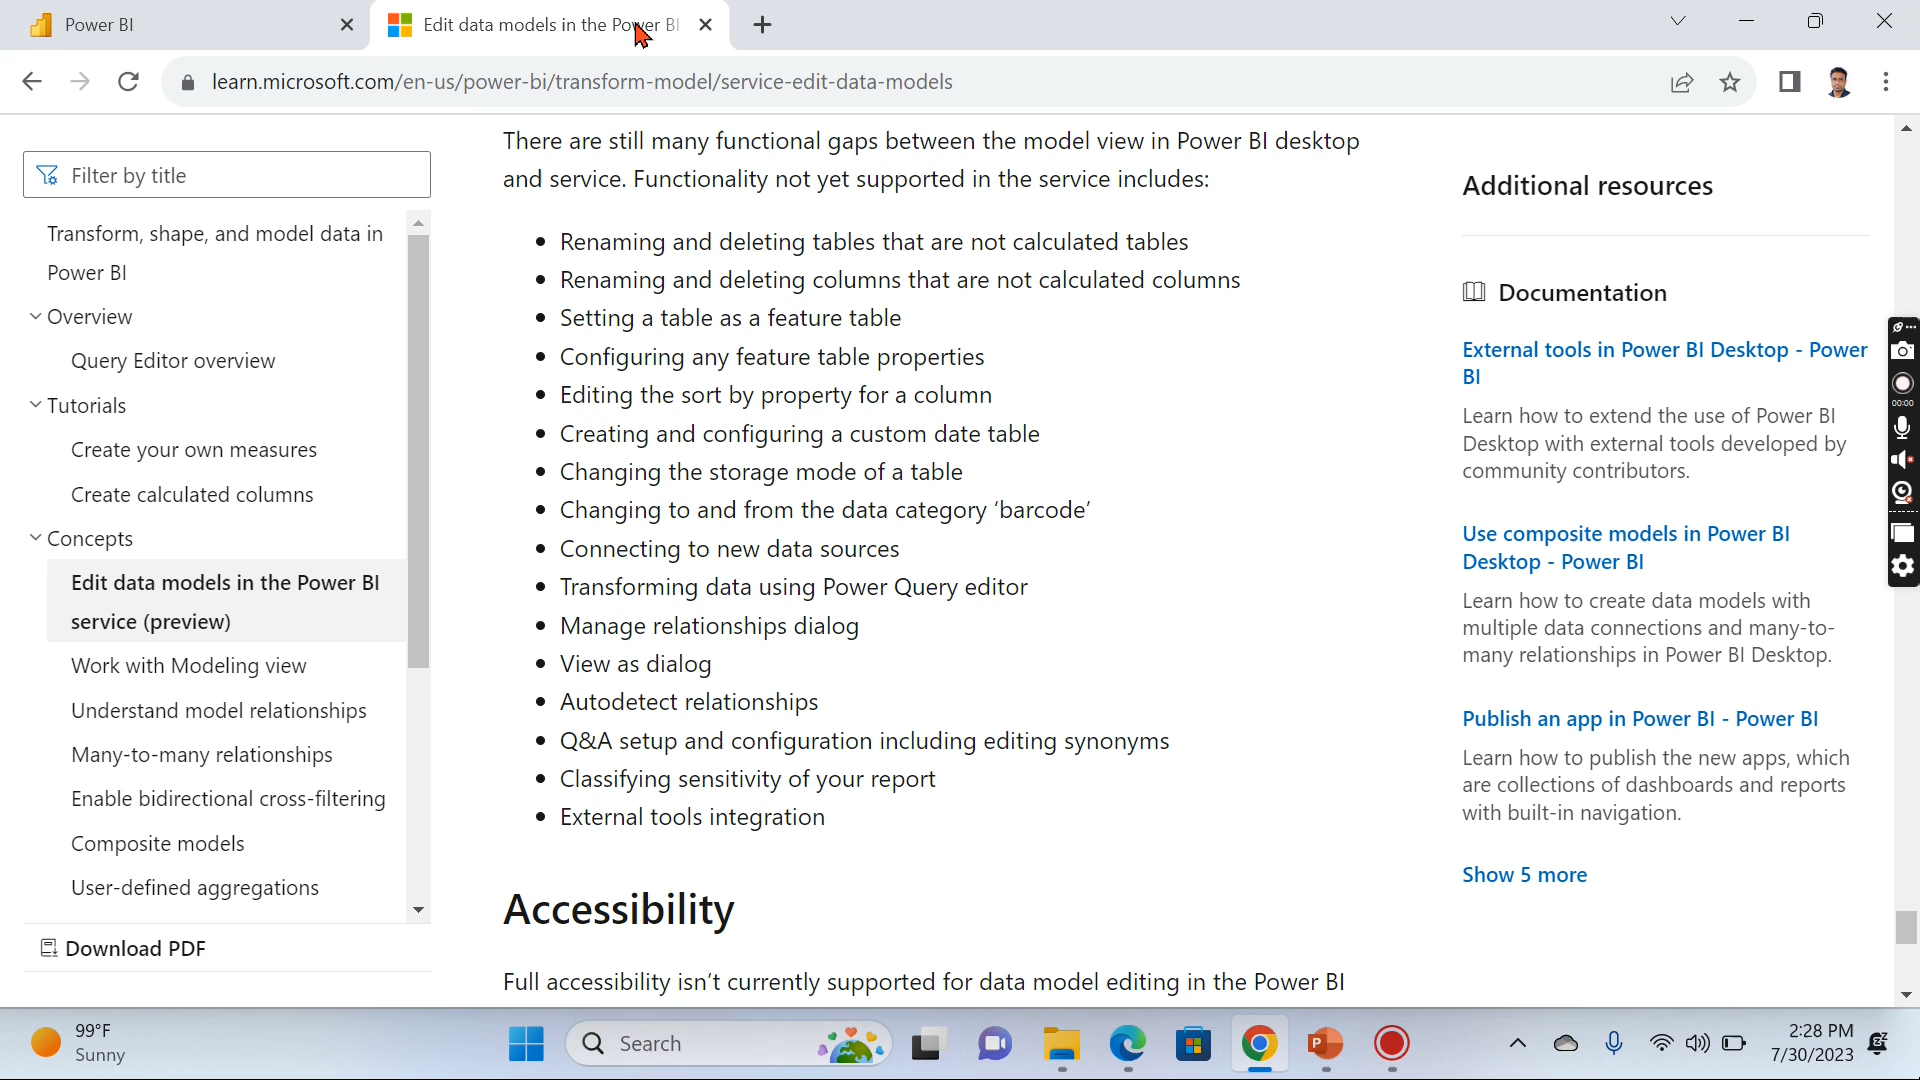 Power BI
Edit data models in the Power BI
learn.microsoft.com/en-us/power-bi/transform-model/service-edit-data-models
Filter by title
Transform, shape, and model data in
Power BI
Overview
Query Editor overview
Tutorials
Create your own measures
Create calculated columns
Concepts
Edit data models in the Power BI
service (preview)
Work with Modeling view
Understand model relationships
Many-to-many relationships
Enable bidirectional cross-filtering
Composite models
User-defined aggregations
Download PDF
There are still many functional gaps between the model view in Power BI desktop
and service. Functionality not yet supported in the service includes:
• Renaming and deleting tables that are not calculated tables
• Renaming and deleting columns that are not calculated columns
• Setting a table as a feature table
• Configuring any feature table properties
• Editing the sort by property for a column
• Creating and configuring a custom date table
• Changing the storage mode of a table
• Changing to and from the data category ‘barcode’
• Connecting to new data sources
• Transforming data using Power Query editor
• Manage relationships dialog
• View as dialog
• Autodetect relationships
• Q&A setup and configuration including editing synonyms
• Classifying sensitivity of your report
• External tools integration
Accessibility
Full accessibility isn’t currently supported for data model editing in the Power BI
Additional resources
Documentation
External tools in Power BI Desktop - Power
BI
Learn how to extend the use of Power BI
Desktop with external tools developed by
community contributors.
Use composite models in Power BI
Desktop - Power BI
Learn how to create data models with
multiple data connections and many-to-
many relationships in Power BI Desktop.
Publish an app in Power BI - Power BI
Learn how to publish the new apps, which
are collections of dashboards and reports
with built-in navigation.
Show 5 more
00:00
99°F
Sunny
Search
2:28 PM
7/30/2023